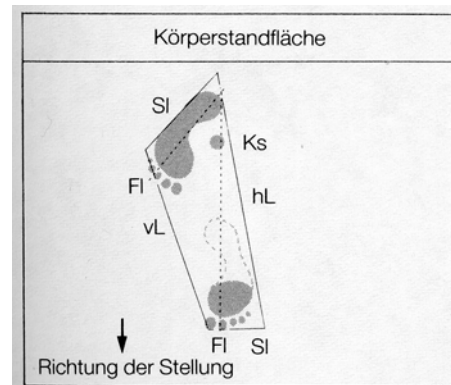 Körperstandfläche
Sl
Ks
Fl
hL
vL
Fl Sl
Richtung der Stellung